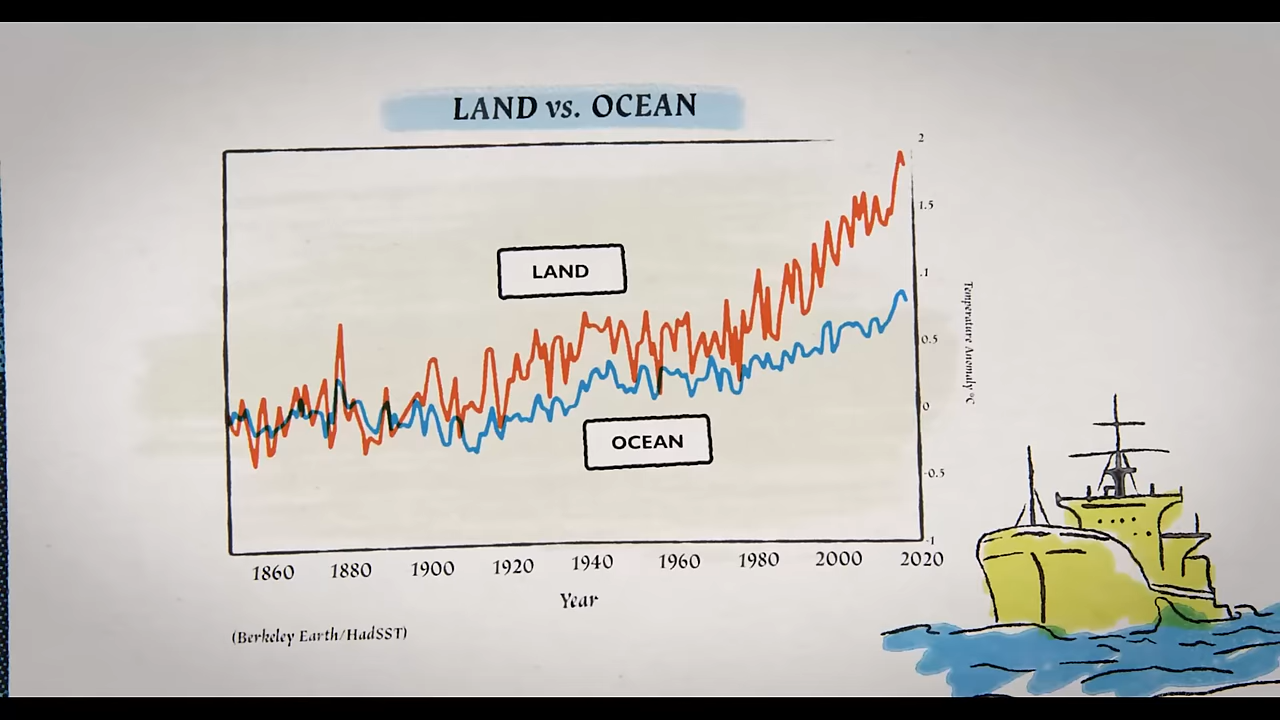 LAND vs. OCEAN
2
1.5
.1
0.5
0
-0.5
-1
LAND
OCEAN
Temperature Anomaly °C
1860 1880 1900 1920 1940 1960 1980 2000 2020
Year
(Berkeley Earth/HadSST)